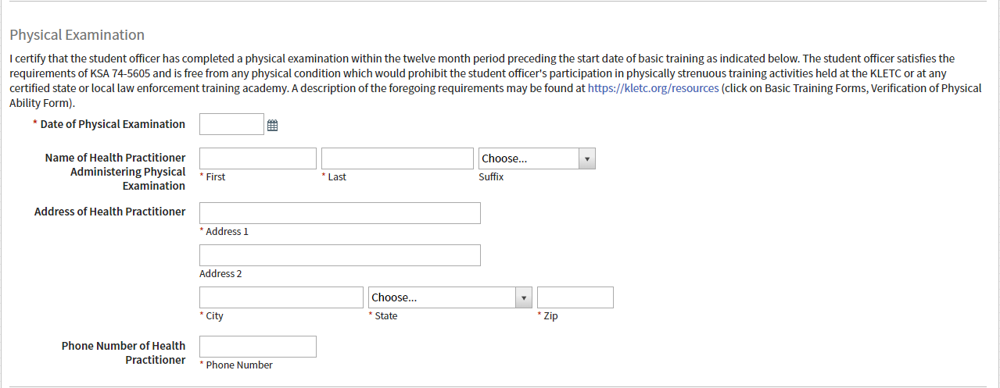 Physical Examination
I certify that the student officer has completed a physical examination within the twelve month period preceding the start date of basic training as indicated below. The student officer satisfies the
requirements of KSA 74-5605 and is free from any physical condition which would prohibit the student officer's participation in physically strenuous training activities held at the KLETC or at any
certified state or local law enforcement training academy. A description of the foregoing requirements may be found at https://kletc.org/resources (click on Basic Training Forms, Verification of Physical
Ability Form).
* Date of Physical Examination
Name of Health Practitioner
Administering Physical
Examination
Choose...
* First
* Last
Suffix
Address of Health Practitioner
* Address 1
Address 2
Choose...
* City
* State
* Zip
Phone Number of Health
Practitioner
* Phone Number